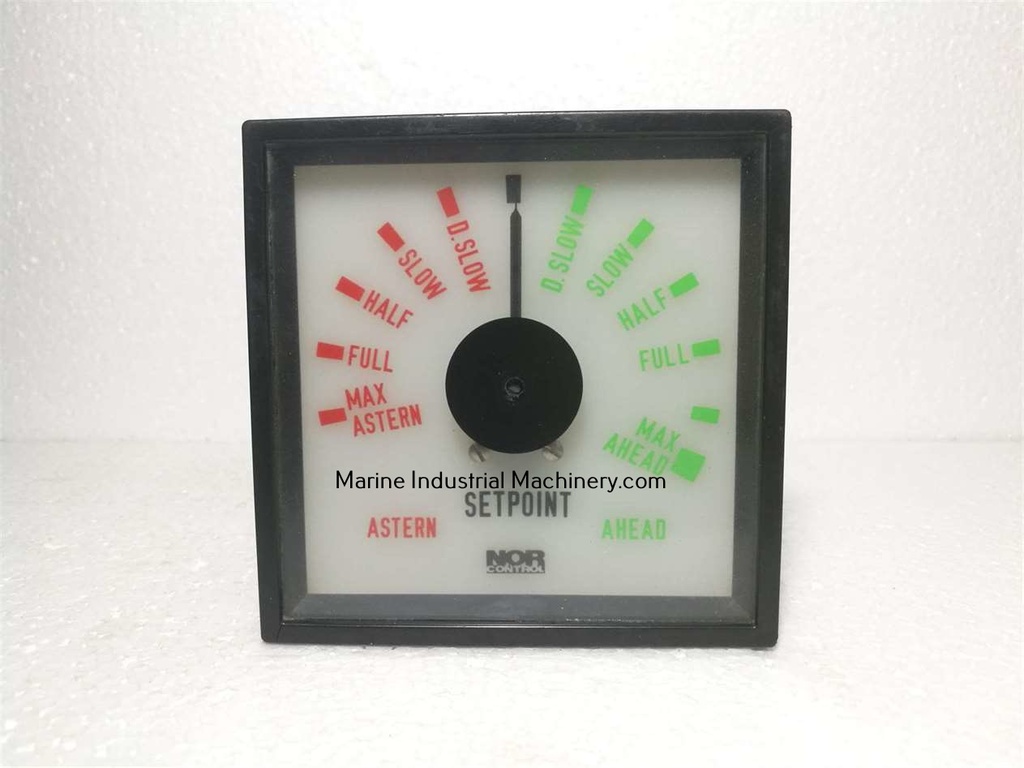 D.SLOW
SLOW
HALF
FULL
MAX
ASTERN
D.SLOW
SLOW
HALF
FULL
MAX
AHEAD
Marine Industrial Machinery.com
SETPOINT
ASTERN
AHEAD
NOR
CONTROL